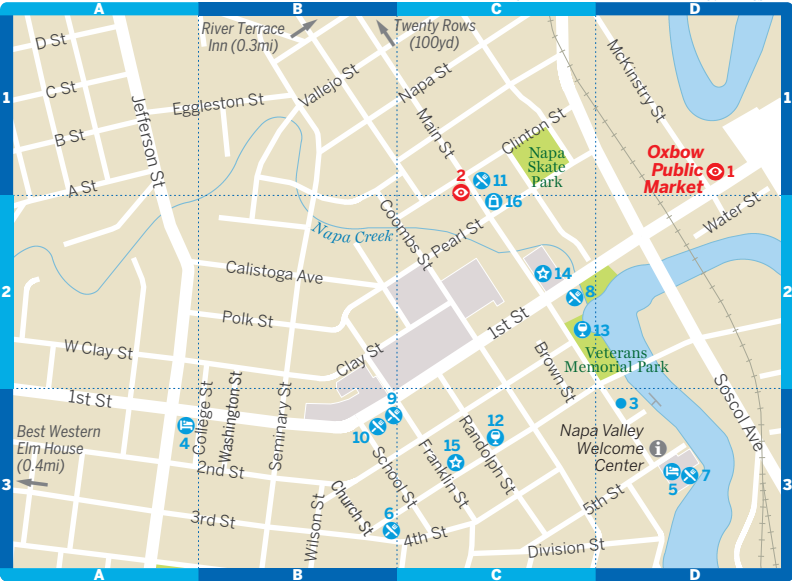 A
B
C
D
1
2
3
1
2
3
A
B
C
D
River Terrace
Inn (0.3mi)
Twenty Rows
(100yd)
D St
C St
B St
A St
Jefferson St
Eggleston St
Vallejo St
Napa St
Main St
Clinton St
McKinstry St
Napa
Skate
Park
Oxbow
Public
Market
1
2
11
16
Water St
Napa Creek
Coombs St
Pearl St
Calistoga Ave
14
8
13
Polk St
1st St
Veterans
Memorial Park
W Clay St
Clay St
Brown St
Soscol Ave
1st St
College St
Washington St
Seminary St
9
10
12
3
4
15
Best Western
Elm House
(0.4mi)
Napa Valley
Welcome
Center
i
2nd St
School St
Franklin St
Randolph St
5
7
3rd St
Wilson St
Church St
6
4th St
5th St
Division St